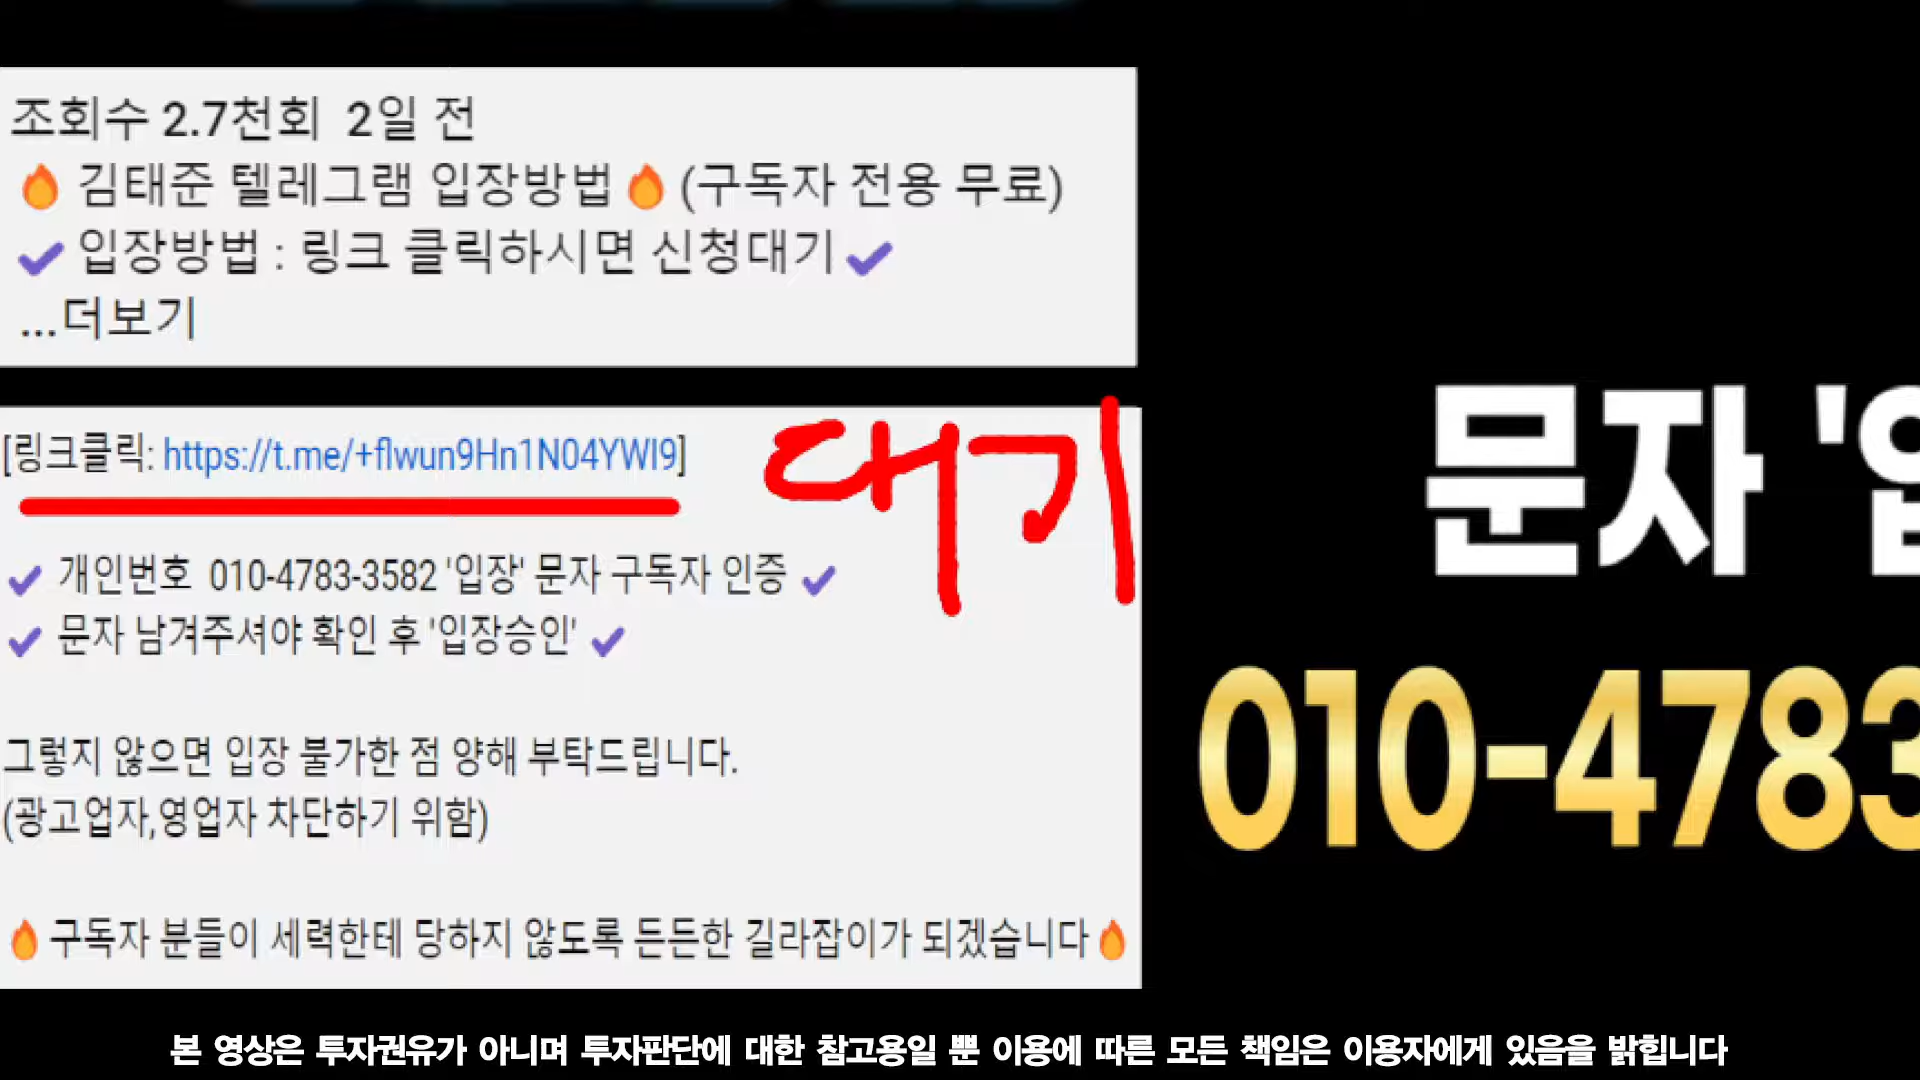 조회수 2.7천회 2일 전
🔥 김태준 텔레그램 입장방법 🔥 (구독자 전용 무료)
✔ 입장방법 : 링크 클릭하시면 신청대기 ✔
...더보기
[링크클릭: https://t.me/+flwun9Hn1N04YWI9]
대기
✔ 개인번호 010-4783-3582 '입장' 문자 구독자 인증 ✔
✔ 문자 남겨주셔야 확인 후 '입장승인' ✔
그렇지 않으면 입장 불가한 점 양해 부탁드립니다.
(광고업자,영업자 차단하기 위함)
🔥 구독자 분들이 세력한테 당하지 않도록 든든한 길라잡이가 되겠습니다 🔥
문자 '입
010-4783
본 영상은 투자권유가 아니며 투자판단에 대한 참고용일 뿐 이용에 따른 모든 책임은 이용자에게 있음을 밝힙니다